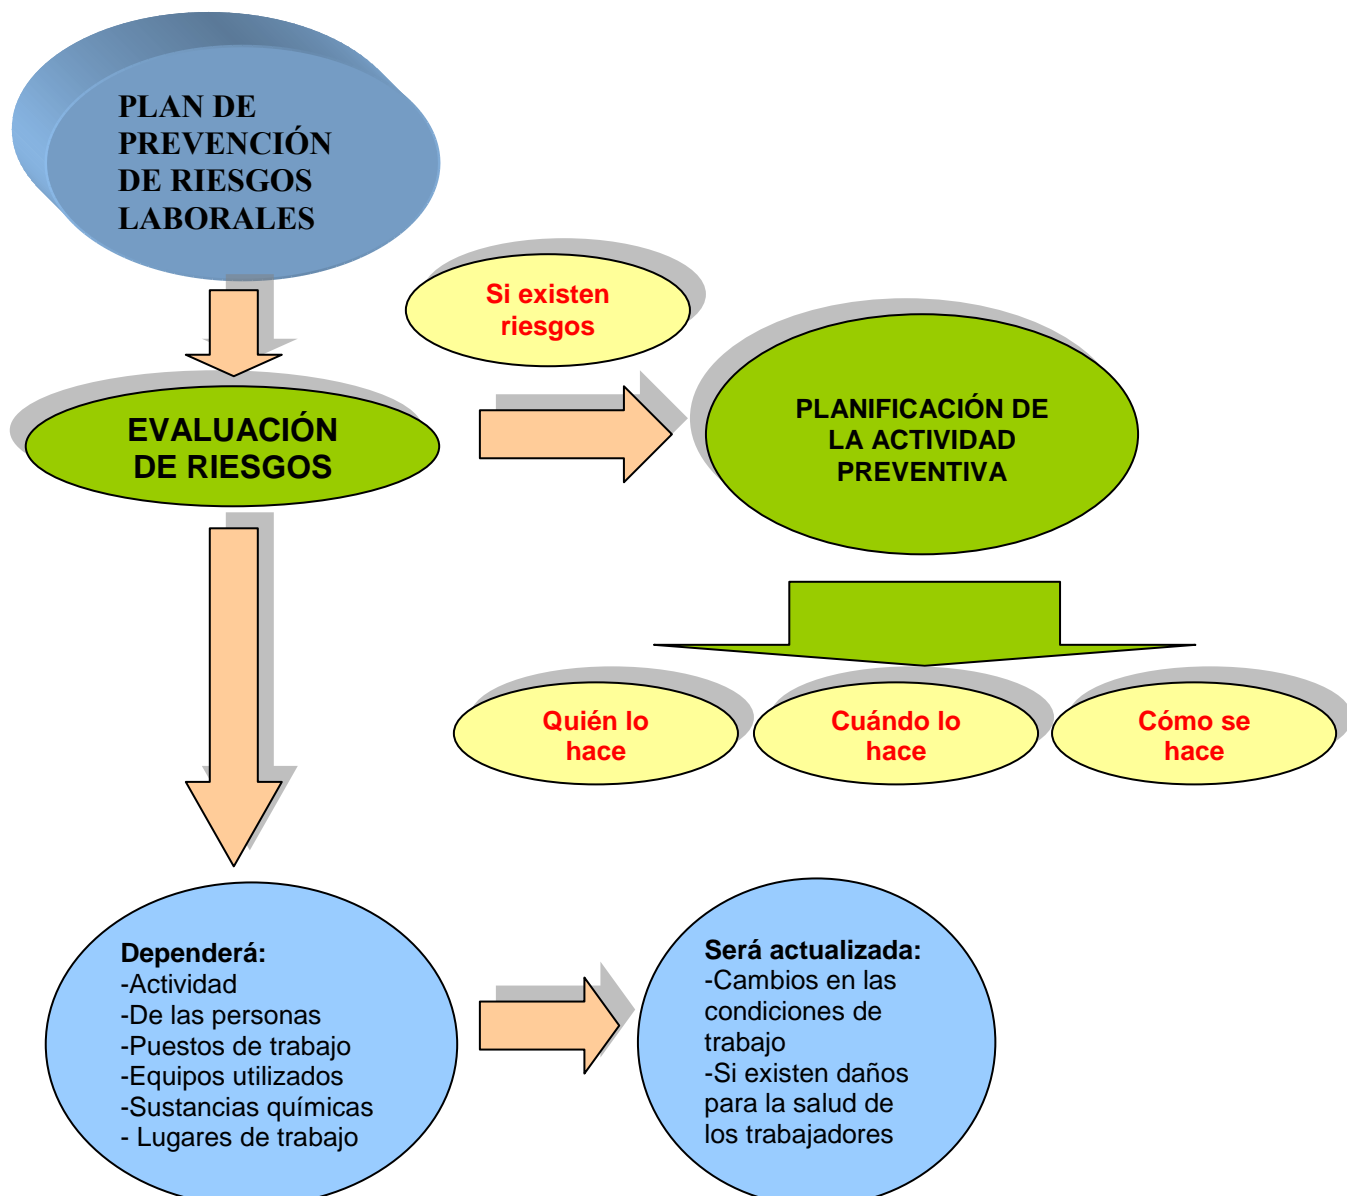 PLAN DE
PREVENCIÓN
DE RIESGOS
LABORALES
Si existen
riesgos
EVALUACIÓN
DE RIESGOS
PLANIFICACIÓN DE
LA ACTIVIDAD
PREVENTIVA
Quién lo
hace
Cuándo lo
hace
Cómo se
hace
Dependerá:
-Actividad
-De las personas
-Puestos de trabajo
-Equipos utilizados
-Sustancias químicas
- Lugares de trabajo
Será actualizada:
-Cambios en las
condiciones de
trabajo
-Si existen daños
para la salud de
los trabajadores